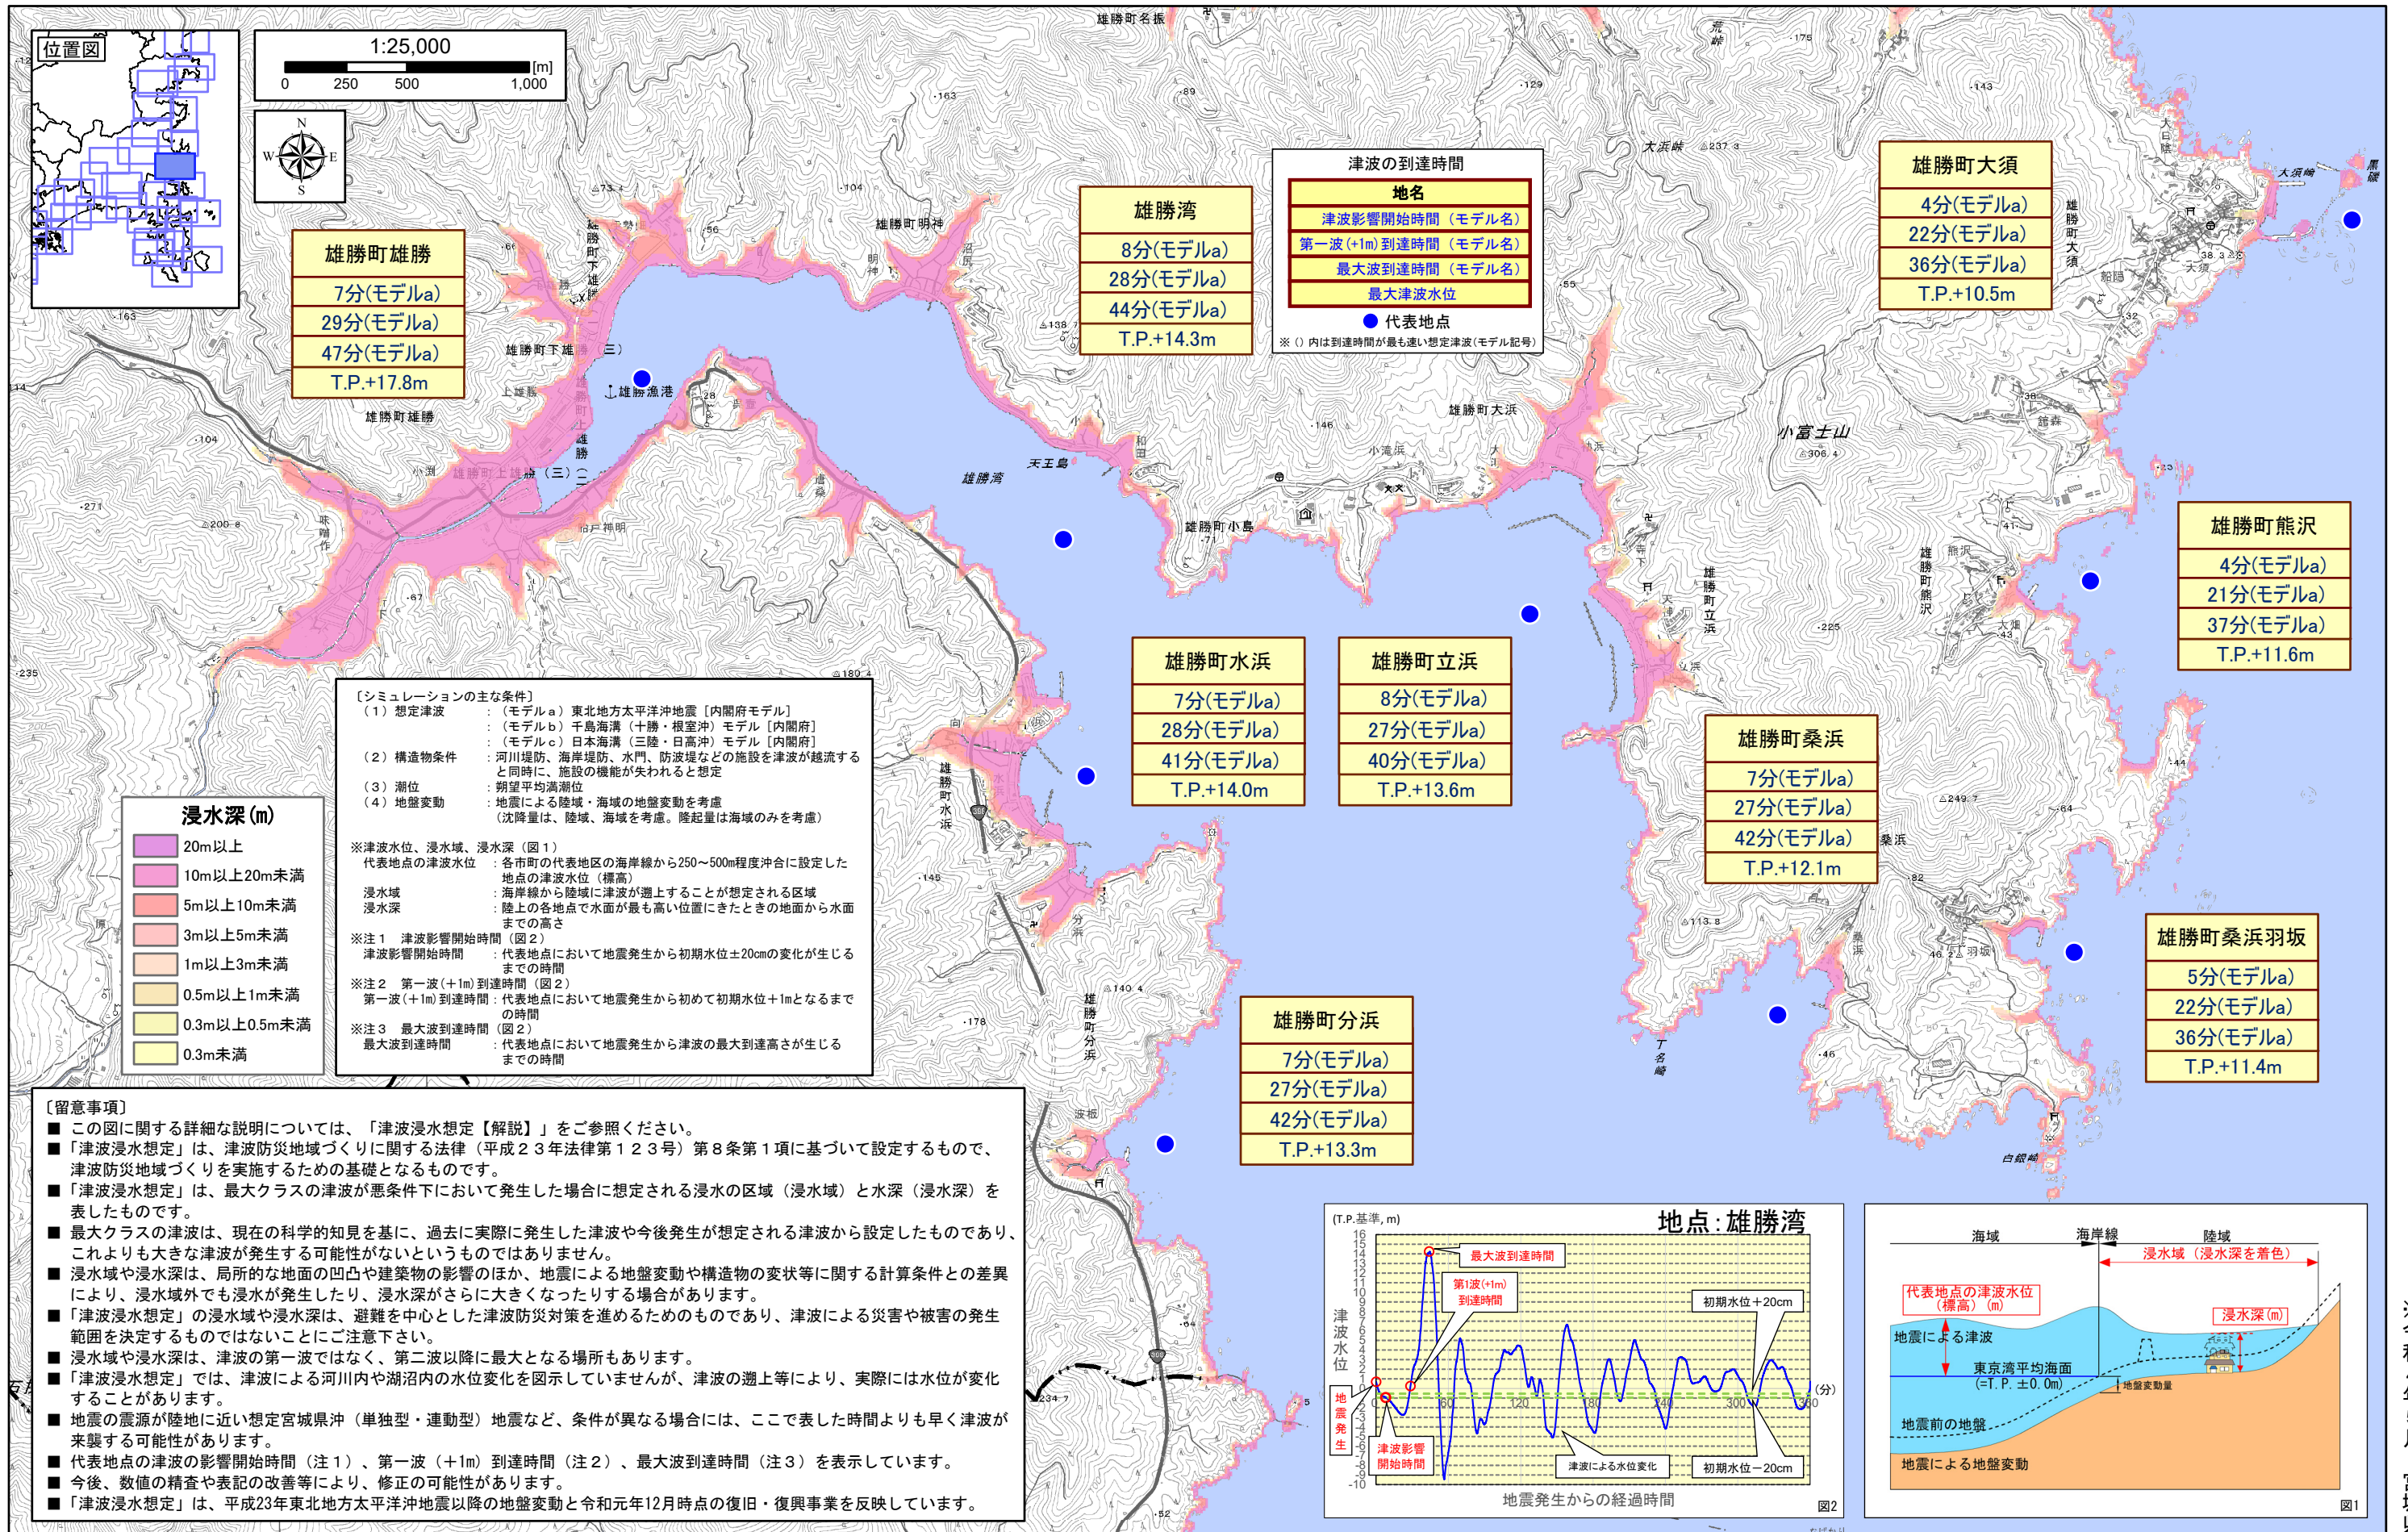 位置図
1:25,000
0 250 500 1,000 [m]
N
W E
S
雄勝町雄勝
7分(モデルa)
29分(モデルa)
47分(モデルa)
T.P.+17.8m
雄勝湾
8分(モデルa)
28分(モデルa)
44分(モデルa)
T.P.+14.3m
津波の到達時間
地名
津波影響開始時間（モデル名）
第一波(+1m)到達時間（モデル名）
最大波到達時間（モデル名）
最大津波水位
代表地点
※（）内は到達時間が最も速い想定津波(モデル記号)
雄勝町大須
4分(モデルa)
22分(モデルa)
36分(モデルa)
T.P.+10.5m
雄勝町熊沢
4分(モデルa)
21分(モデルa)
37分(モデルa)
T.P.+11.6m
雄勝町水浜
7分(モデルa)
28分(モデルa)
41分(モデルa)
T.P.+14.0m
雄勝町立浜
8分(モデルa)
27分(モデルa)
40分(モデルa)
T.P.+13.6m
雄勝町桑浜
7分(モデルa)
27分(モデルa)
42分(モデルa)
T.P.+12.1m
雄勝町桑浜羽坂
5分(モデルa)
22分(モデルa)
36分(モデルa)
T.P.+11.4m
雄勝町分浜
7分(モデルa)
27分(モデルa)
42分(モデルa)
T.P.+13.3m
雄勝町名振
荒峠
大浜峠
△237.3
雄勝町明神
明神
沼尻
雄勝町雄勝
上雄勝
雄勝漁港
小渕
味噌作
唐桑
雄勝湾
天王島
和田
雄勝町小島
小滝浜
雄勝町大浜
小富士山
△306.4
大須崎
黒磯
雄勝町大須
大須
船隠
館森
熊沢
雄勝町熊沢
大畑
雄勝町立浜
立浜
雄勝町水浜
分浜
雄勝町分浜
波板
桑浜
桑浜
羽坂
白銀崎
〔シミュレーションの主な条件〕
（1）想定津波 ：（モデルａ）東北地方太平洋沖地震［内閣府モデル］
：（モデルｂ）千島海溝（十勝・根室沖）モデル［内閣府］
：（モデルｃ）日本海溝（三陸・日高沖）モデル［内閣府］
（2）構造物条件 ：河川堤防、海岸堤防、水門、防波堤などの施設を津波が越流する
と同時に、施設の機能が失われると想定
（3）潮位 ：朔望平均満潮位
（4）地盤変動 ：地震による陸域・海域の地盤変動を考慮
（沈降量は、陸域、海域を考慮。隆起量は海域のみを考慮）
※津波水位、浸水域、浸水深（図１）
代表地点の津波水位 ：各市町の代表地区の海岸線から250～500m程度沖合に設定した
地点の津波水位（標高）
浸水域 ：海岸線から陸域に津波が遡上することが想定される区域
浸水深 ：陸上の各地点で水面が最も高い位置にきたときの地面から水面
までの高さ
※注１ 津波影響開始時間（図２）
津波影響開始時間 ：代表地点において地震発生から初期水位±20cmの変化が生じる
までの時間
※注２ 第一波(+1m)到達時間（図２）
第一波(+1m)到達時間：代表地点において地震発生から初めて初期水位＋1mとなるまで
の時間
※注３ 最大波到達時間（図２）
最大波到達時間 ：代表地点において地震発生から津波の最大到達高さが生じる
までの時間
浸水深(m)
20m以上
10m以上20m未満
5m以上10m未満
3m以上5m未満
1m以上3m未満
0.5m以上1m未満
0.3m以上0.5m未満
0.3m未満
〔留意事項〕
■ この図に関する詳細な説明については、「津波浸水想定【解説】」をご参照ください。
■「津波浸水想定」は、津波防災地域づくりに関する法律（平成２３年法律第１２３号）第８条第１項に基づいて設定するもので、
津波防災地域づくりを実施するための基礎となるものです。
■「津波浸水想定」は、最大クラスの津波が悪条件下において発生した場合に想定される浸水の区域（浸水域）と水深（浸水深）を
表したものです。
■ 最大クラスの津波は、現在の科学的知見を基に、過去に実際に発生した津波や今後発生が想定される津波から設定したものであり、
これよりも大きな津波が発生する可能性がないというものではありません。
■ 浸水域や浸水深は、局所的な地面の凹凸や建築物の影響のほか、地震による地盤変動や構造物の変状等に関する計算条件との差異
により、浸水域外でも浸水が発生したり、浸水深がさらに大きくなったりする場合があります。
■「津波浸水想定」の浸水域や浸水深は、避難を中心とした津波防災対策を進めるためのものであり、津波による災害や被害の発生
範囲を決定するものではないことにご注意下さい。
■ 浸水域や浸水深は、津波の第一波ではなく、第二波以降に最大となる場所もあります。
■「津波浸水想定」では、津波による河川内や湖沼内の水位変化を図示していませんが、津波の遡上等により、実際には水位が変化
することがあります。
■ 地震の震源が陸地に近い想定宮城県沖（単独型・連動型）地震など、条件が異なる場合には、ここで表した時間よりも早く津波が
来襲する可能性があります。
■ 代表地点の津波の影響開始時間（注１）、第一波（+1m）到達時間（注２）、最大波到達時間（注３）を表示しています。
■ 今後、数値の精査や表記の改善等により、修正の可能性があります。
■「津波浸水想定」は、平成23年東北地方太平洋沖地震以降の地盤変動と令和元年12月時点の復旧・復興事業を反映しています。
(T.P.基準, m)
地点:雄勝湾
最大波到達時間
第1波(+1m)
到達時間
初期水位＋20cm
津波水位
地震発生
津波影響
開始時間
津波による水位変化
初期水位－20cm
(分)
60 120 180 240 300 360
地震発生からの経過時間
図2
海域 海岸線 陸域
浸水域（浸水深を着色）
代表地点の津波水位
（標高）(m)
浸水深(m)
地震による津波
東京湾平均海面
(=T.P.±0.0m)
地盤変動量
地震前の地盤
地震による地盤変動
図1